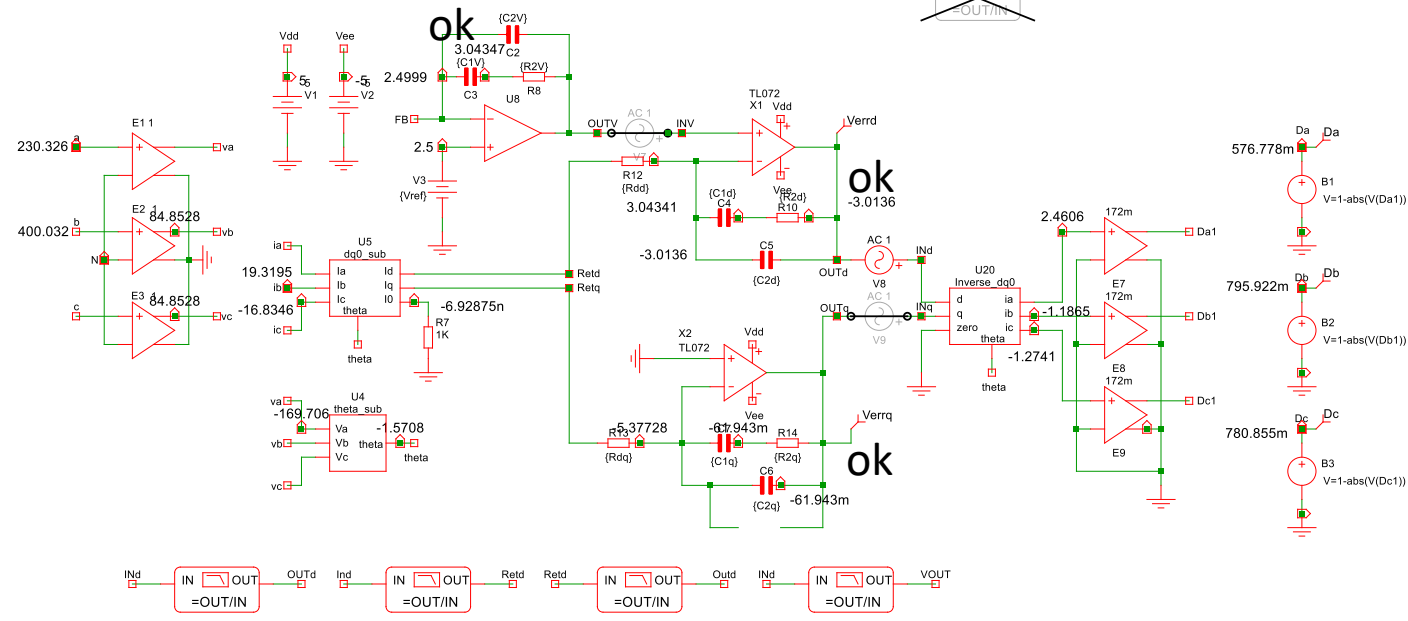 =OUT/IN
ok
{C2V}
C2
3.04347
{C1V}
C3
{R2V}
R8
2.4999
Vdd
Vee
5
5
-5
-5
V1
V2
FB
U8
2.5
V3
{Vref}
OUTV
AC 1
V7
INV
TL072
X1
Vdd
Vee
Verrd
R12
{Rdd}
3.04341
{C1d}
C4
{R2d}
R10
ok
-3.0136
-3.0136
C5
{C2d}
OUTd
AC 1
V8
INd
E1 1
a
230.326
va
E2 1
84.8528
b
400.032
vb
N
E3 1
84.8528
c
vc
U5
dq0_sub
ia
ib
ic
19.3195
-16.8346
Ia
Ib
Ic
theta
Id
Iq
I0
theta
-6.92875n
R7
1K
Retd
Retq
U4
theta_sub
va
-169.706
vb
vc
Va
Vb
Vc
theta
-1.5708
theta
X2
TL072
Vdd
Vee
OUTq
AC 1
V9
INq
R13
-5.37728
{Rdq}
C7
-61.943m
{C1q}
R14
{R2q}
C6
{C2q}
-61.943m
Verrq
ok
U20
Inverse_dq0
d
q
zero
ia
ib
ic
theta
theta
2.4606
-1.1865
-1.2741
172m
Da1
E7
172m
Db1
E8
172m
Dc1
E9
Da
Da
576.778m
B1
V=1-abs(V(Da1))
Db
Db
795.922m
B2
V=1-abs(V(Db1))
Dc
Dc
780.855m
B3
V=1-abs(V(Dc1))
INd IN OUT OUTd
=OUT/IN
Ind IN OUT Retd
=OUT/IN
Retd IN OUT Outd
=OUT/IN
INd IN OUT VOUT
=OUT/IN